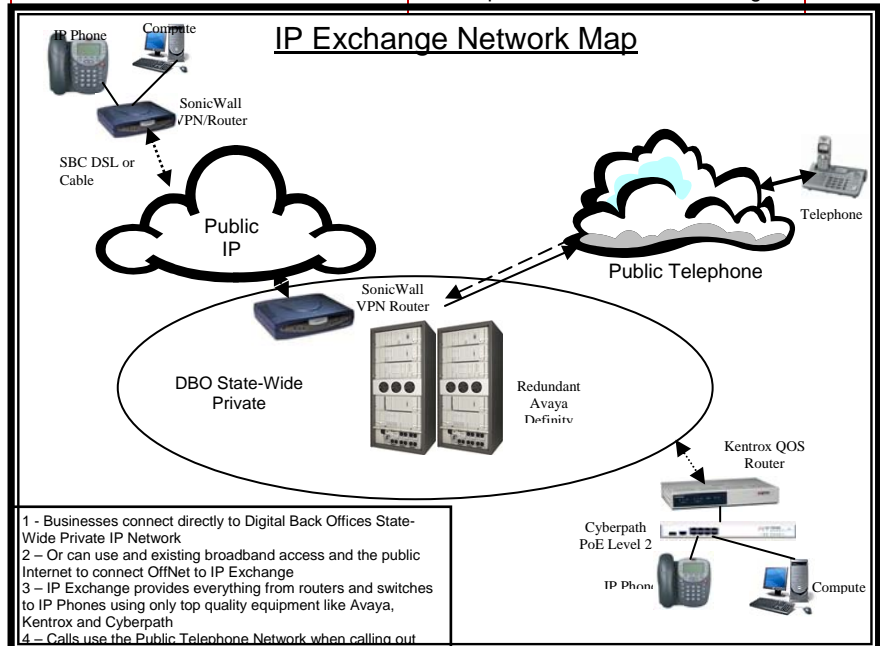 IP Exchange Network Map
IP Phone
Compute
SonicWall
VPN/Router
SBC DSL or
Cable
Public
IP
Telephone
Public Telephone
SonicWall
VPN Router
DBO State-Wide
Private
Redundant
Avaya
Definity
Kentrox QOS
Router
Cyberpath
PoE Level 2
IP Phone
Compute
1 - Businesses connect directly to Digital Back Offices State-
Wide Private IP Network
2 – Or can use and existing broadband access and the public
Internet to connect OffNet to IP Exchange
3 – IP Exchange provides everything from routers and switches
to IP Phones using only top quality equipment like Avaya,
Kentrox and Cyberpath
4 – Calls use the Public Telephone Network when calling out